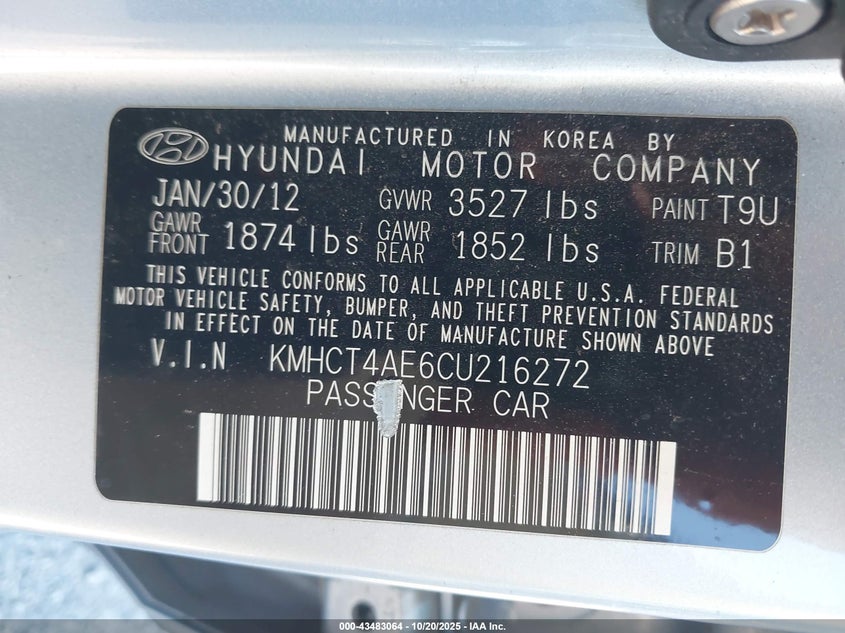 MANUFACTURED IN KOREA BY
HYUNDAI MOTOR COMPANY
JAN/30/12 GVWR 3527 lbs PAINT T9U
GAWR FRONT 1874 lbs GAWR REAR 1852 lbs TRIM B1
THIS VEHICLE CONFORMS TO ALL APPLICABLE U.S.A. FEDERAL
MOTOR VEHICLE SAFETY, BUMPER, AND THEFT PREVENTION STANDARDS
IN EFFECT ON THE DATE OF MANUFACTURE SHOWN ABOVE
V.I.N KMHCT4AE6CU216272
PASSENGER CAR
000-43483064 | 10/20/2025 - IAA Inc.